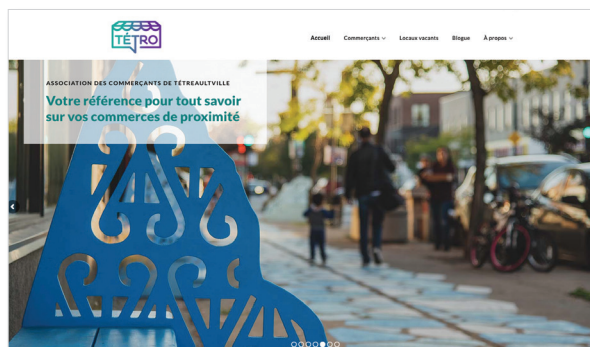 TÉTRO
Accueil Commerçants Locaux vacants Blogue À propos
ASSOCIATION DES COMMERÇANTS DE TÉTREAULTVILLE
Votre référence pour tout savoir
sur vos commerces de proximité